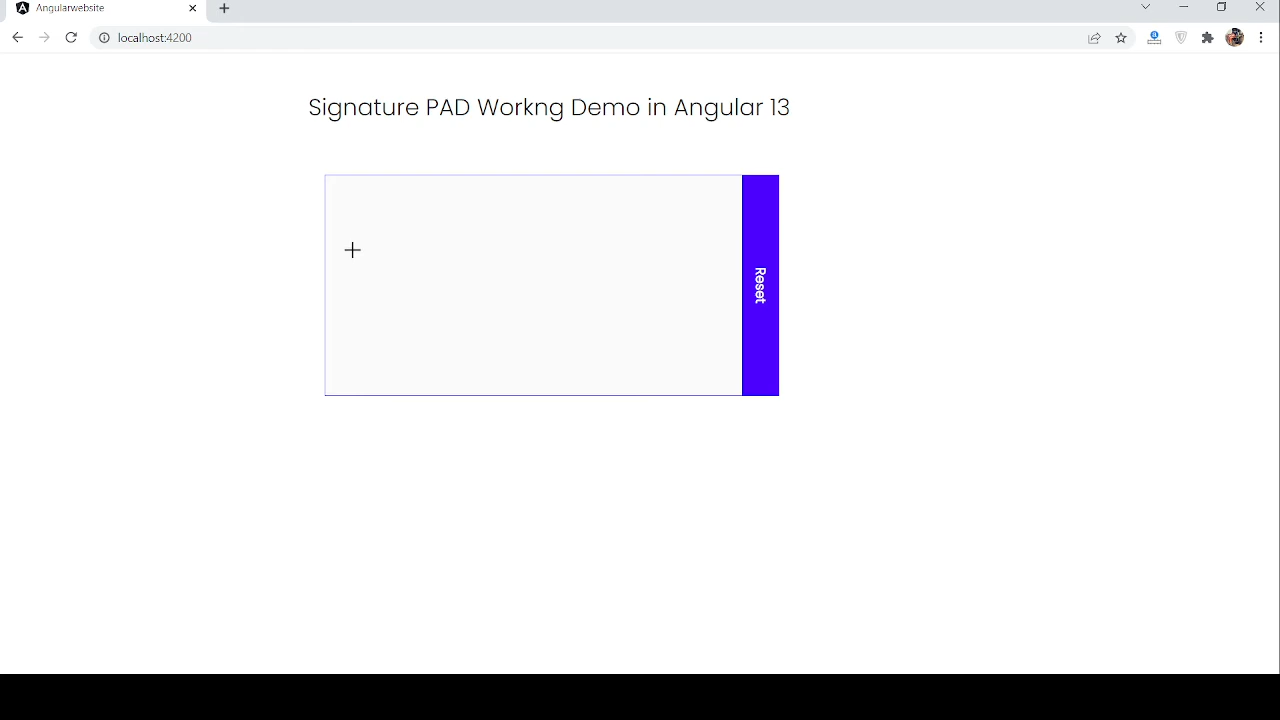 Angularwebsite
localhost:4200
Signature PAD Workng Demo in Angular 13
Reset